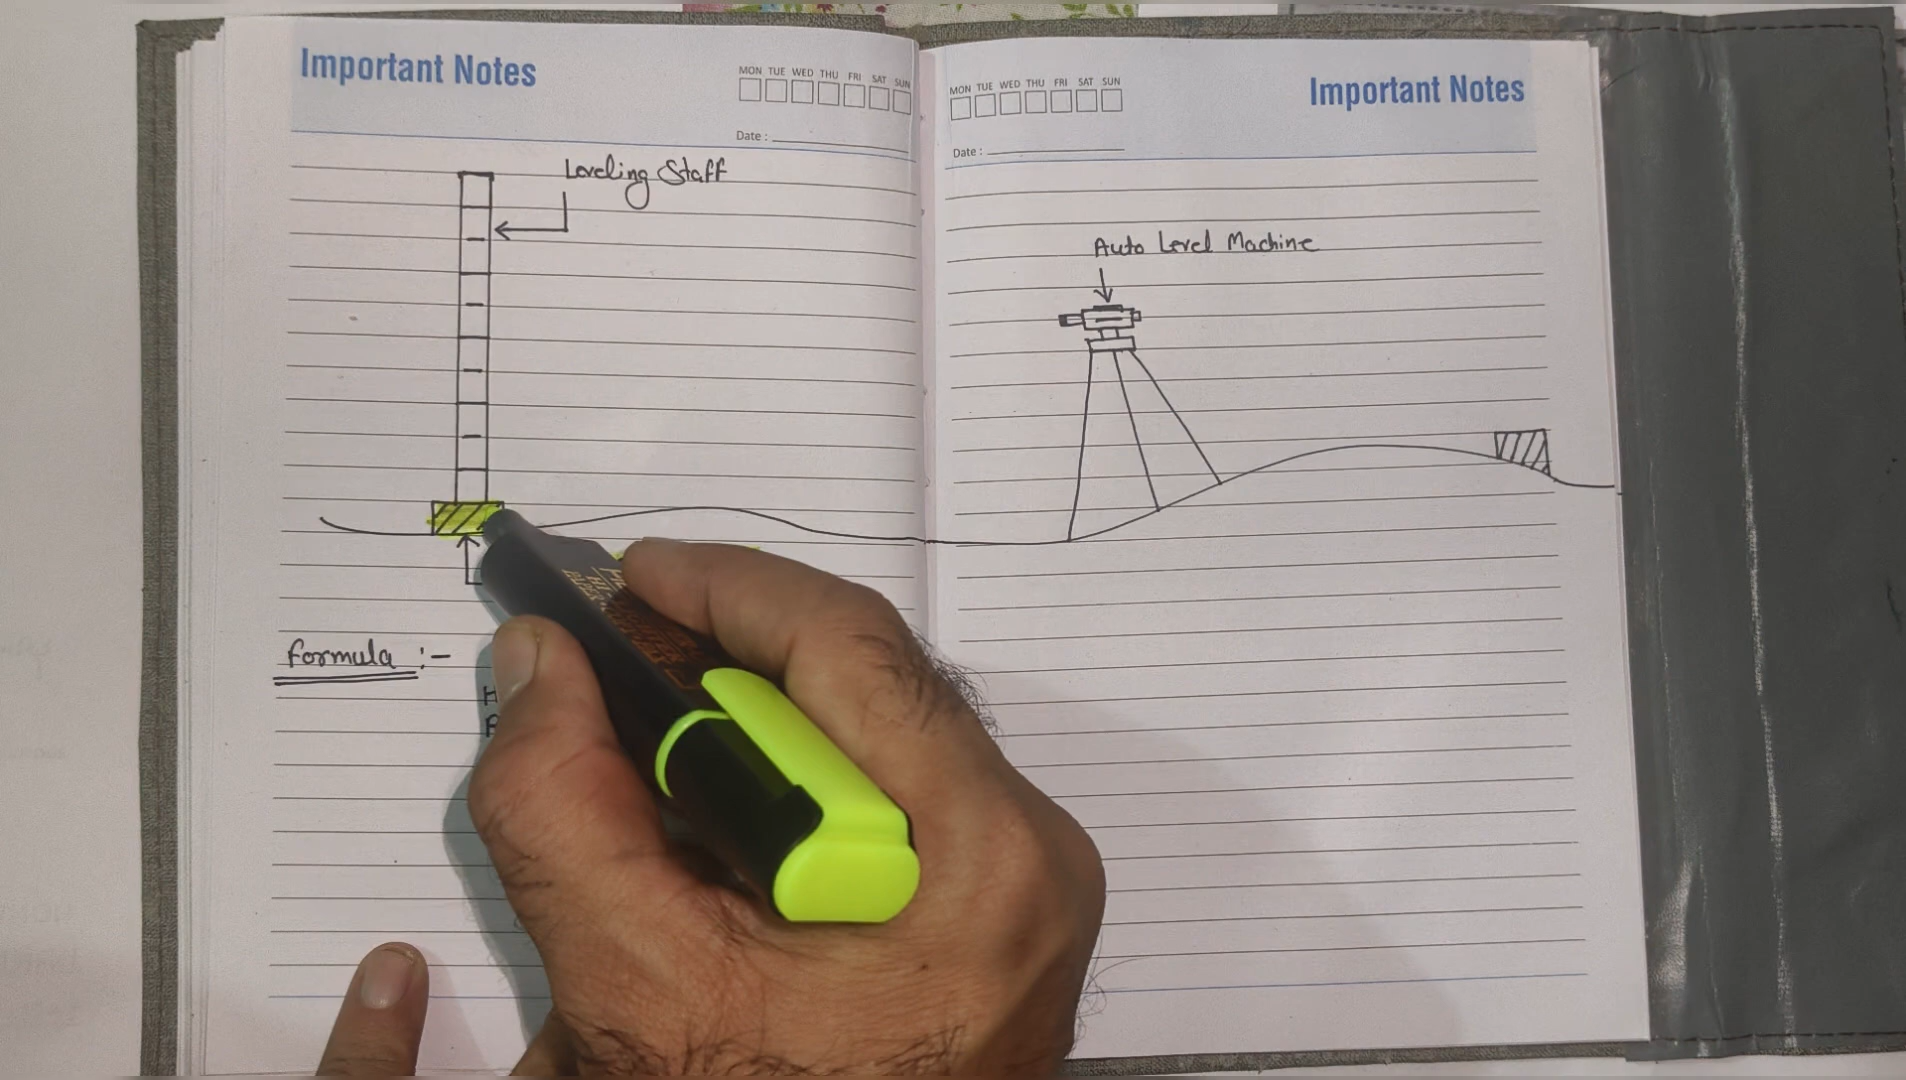 Important Notes
MON TUE WED THU FRI SAT SUN
Date :
Leveling Staff
Formula :-
MON TUE WED THU FRI SAT SUN
Important Notes
Date :
Auto Level Machine